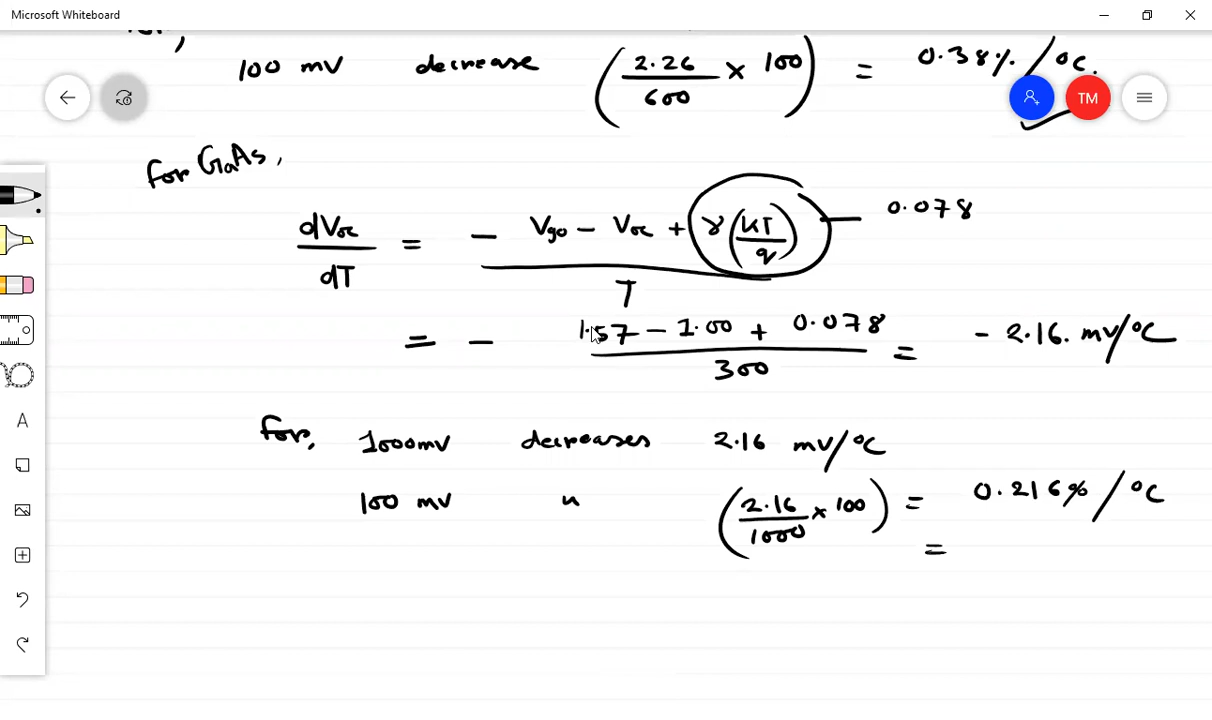 Microsoft Whiteboard
100 mv decrease (2.26/600 × 100) = 0.38%/°C.
TM
for GaAs,
dVoc/dT = - Vgo - Voc + γ(kT/q) / T — 0.078
= - 1.57 - 1.00 + 0.078 / 300 = - 2.16. mv/°C
For, 1000mv decreases 2.16 mv/°C
100 mv " (2.16/1000 × 100) = 0.216%/°C
=
A